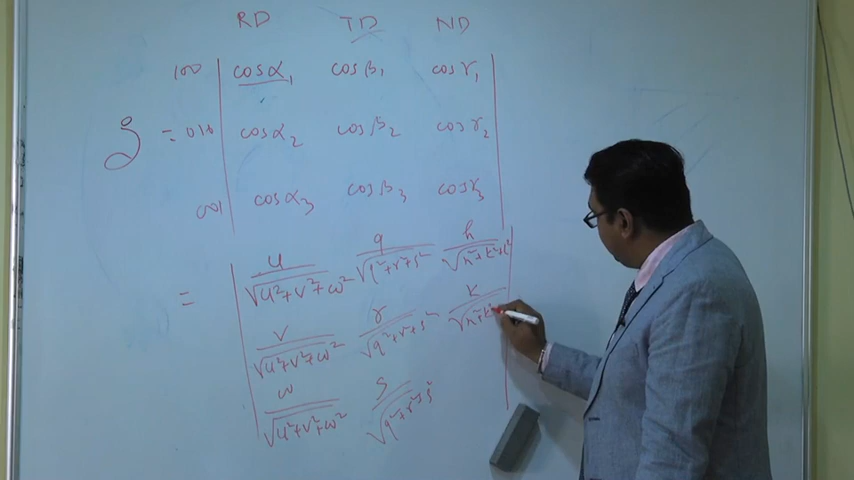 RD TD ND
100 cosα₁ cosβ₁ cosγ₁
g = 010 cosα₂ cosβ₂ cosγ₂
001 cosα₃ cosβ₃ cosγ₃
= u/√(u²+v²+w²) q/√(q²+r²+s²) h/√(h²+k²+l²)
v/√(u²+v²+w²) r/√(q²+r²+s²) k/√(h²+k²
w/√(u²+v²+w²) s/√(q²+r²+s²)